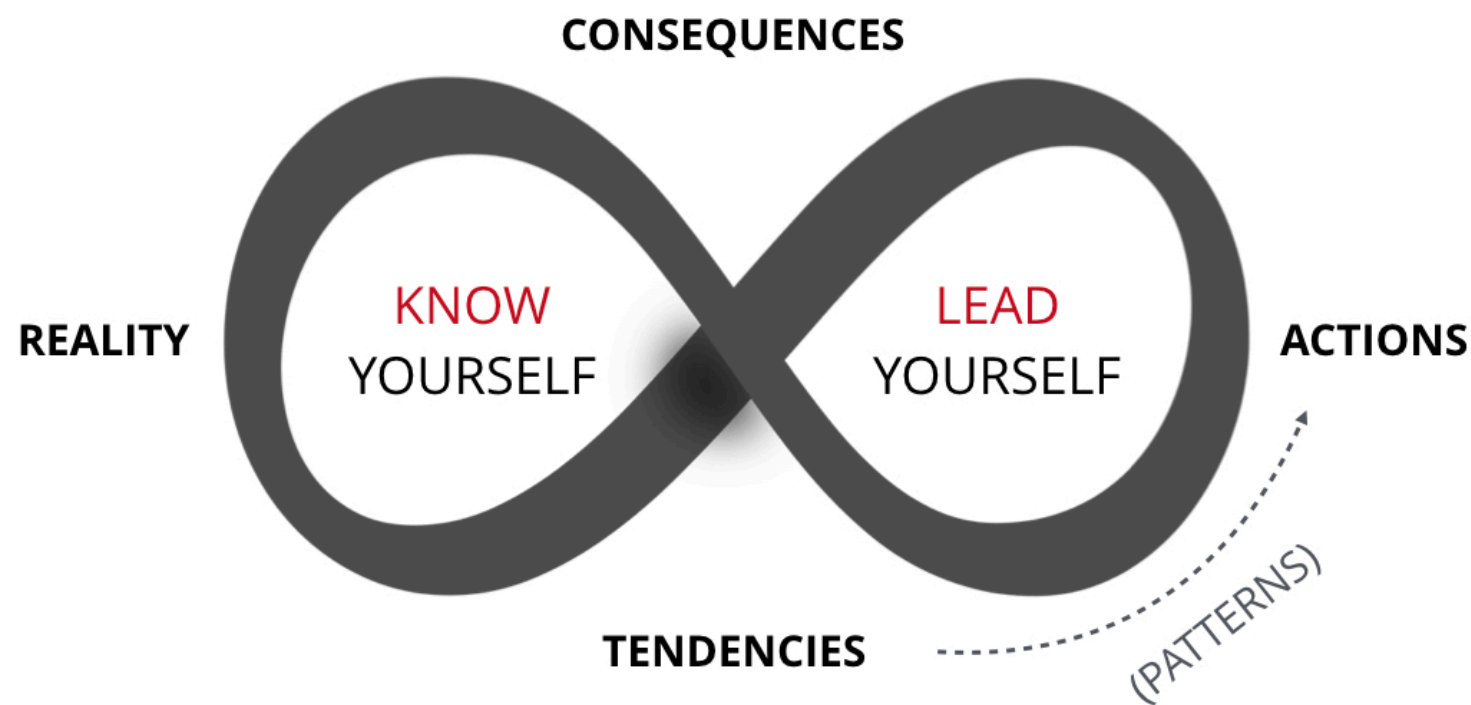 CONSEQUENCES
KNOW
YOURSELF
LEAD
YOURSELF
REALITY
ACTIONS
TENDENCIES
(PATTERNS)